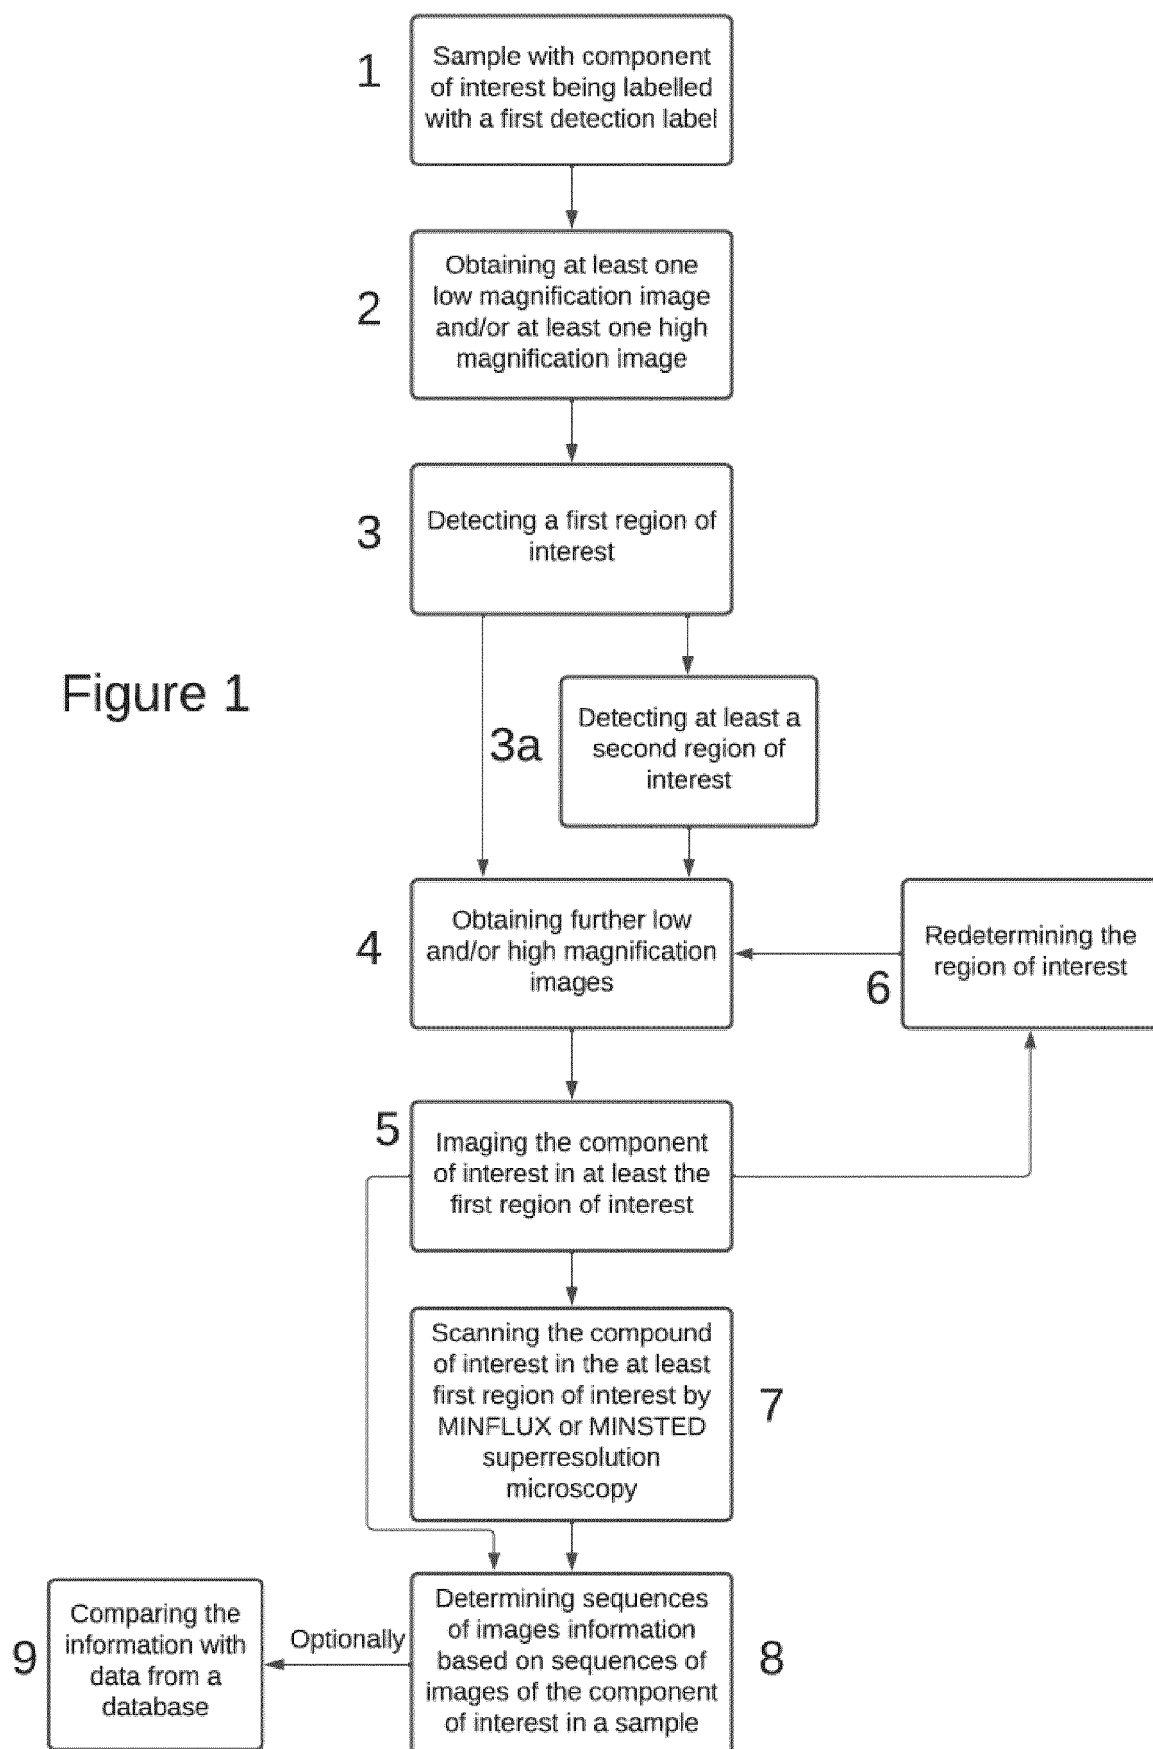 1
Sample with component
of interest being labelled
with a first detection label
2
Obtaining at least one
low magnification image
and/or at least one high
magnification image
3
Detecting a first region of
interest
Figure 1
3a
Detecting at least a
second region of
interest
4
Obtaining further low
and/or high magnification
images
Redetermining the
region of interest
6
5
Imaging the component
of interest in at least the
first region of interest
Scanning the compound
of interest in the at least
first region of interest by
MINFLUX or MINSTED
superresolution
microscopy
7
Determining sequences
of images information
based on sequences of
images of the component
of interest in a sample
8
Optionally
9
Comparing the
information with
data from a
database